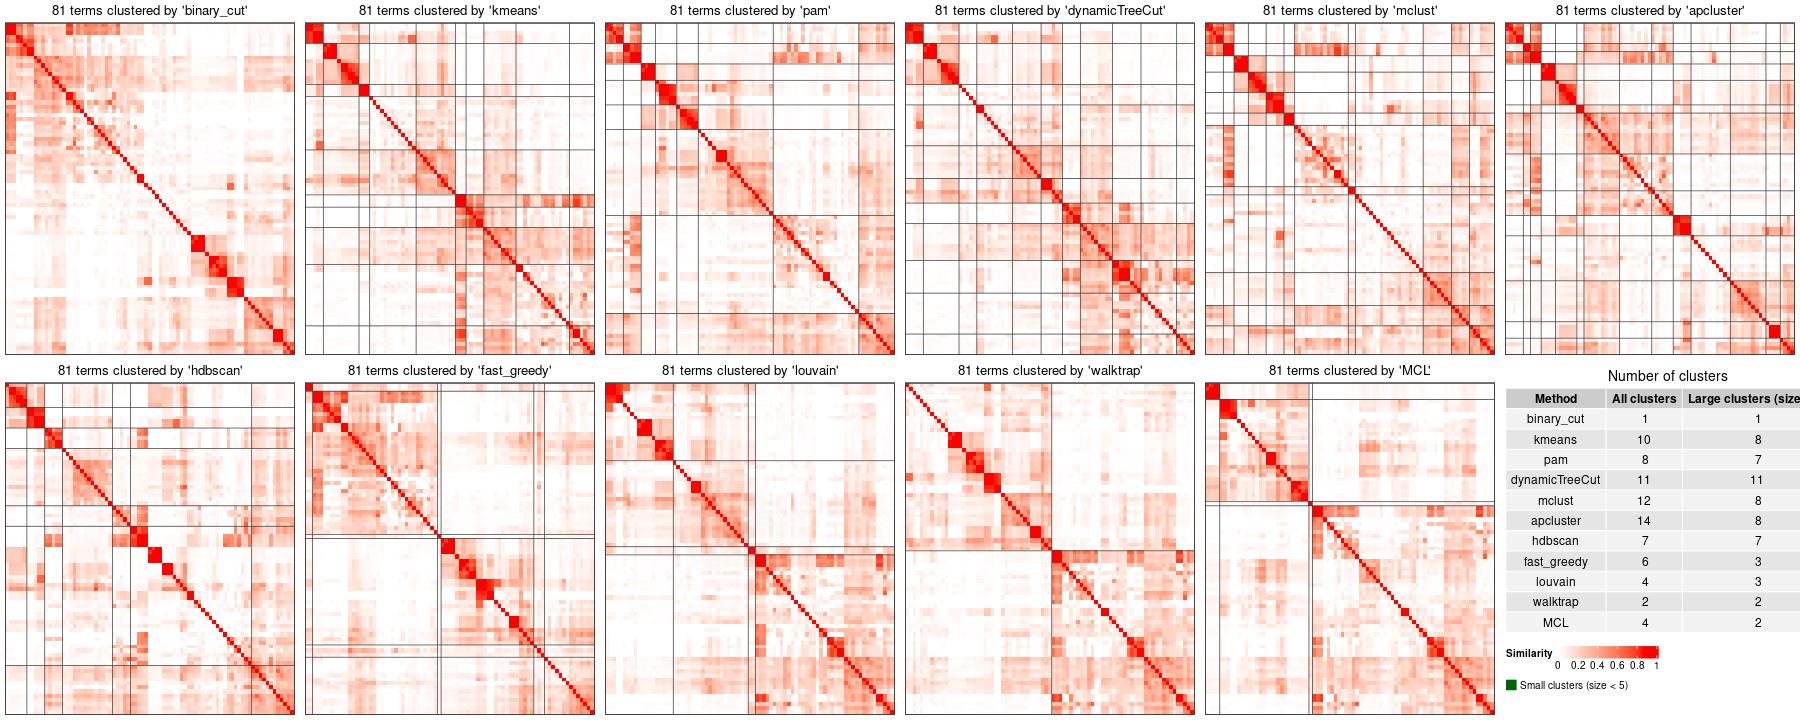 81 terms clustered by 'binary_cut'
81 terms clustered by 'kmeans'
81 terms clustered by 'pam'
81 terms clustered by 'dynamicTreeCut'
81 terms clustered by 'mclust'
81 terms clustered by 'apcluster'
81 terms clustered by 'hdbscan'
81 terms clustered by 'fast_greedy'
81 terms clustered by 'louvain'
81 terms clustered by 'walktrap'
81 terms clustered by 'MCL'
Number of clusters
Method All clusters Large clusters (size
binary_cut 1 1
kmeans 10 8
pam 8 7
dynamicTreeCut 11 11
mclust 12 8
apcluster 14 8
hdbscan 7 7
fast_greedy 6 3
louvain 4 3
walktrap 2 2
MCL 4 2
Similarity
0 0.2 0.4 0.6 0.8 1
Small clusters (size < 5)